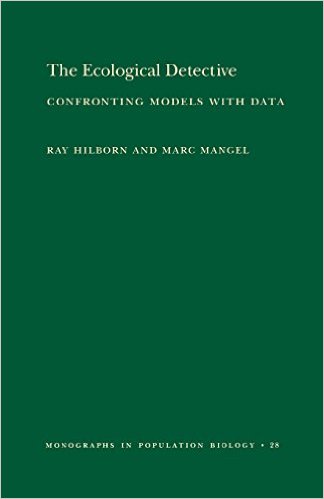 The Ecological Detective
CONFRONTING MODELS WITH DATA
RAY HILBORN AND MARC MANGEL
MONOGRAPHS IN POPULATION BIOLOGY • 28